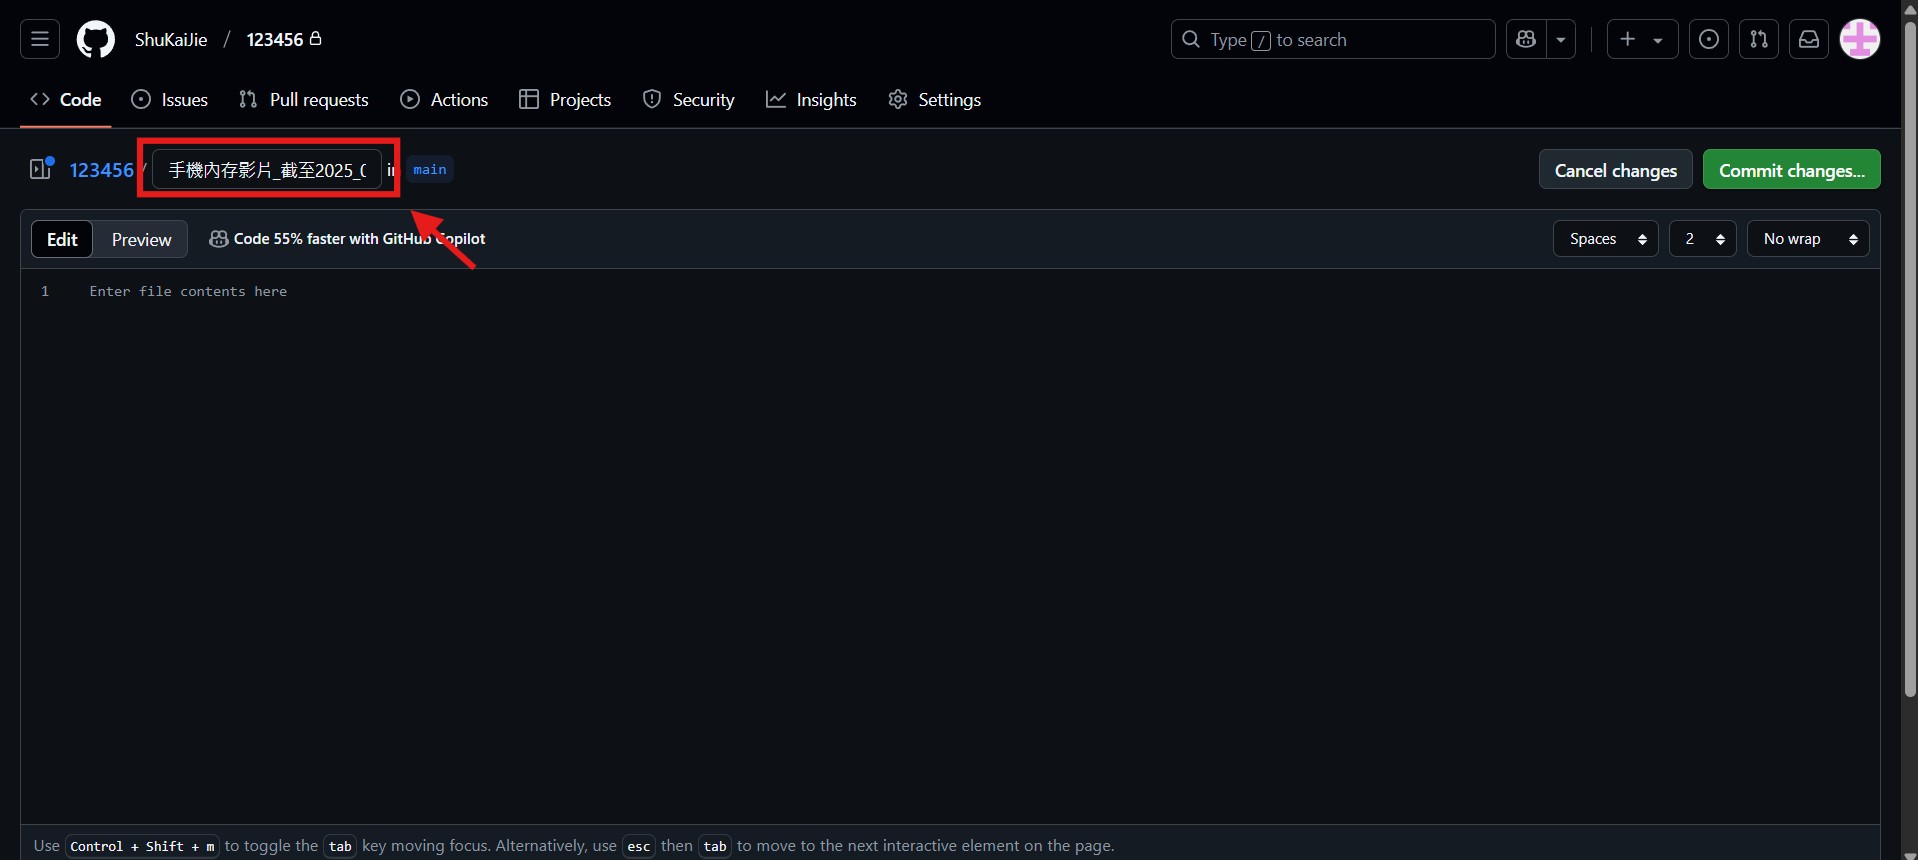 ShuKaiJie / 123456
Type / to search
Code Issues Pull requests Actions Projects Security Insights Settings
123456 / 手機內存影片_截至2025_ in main
Cancel changes Commit changes...
Edit Preview Code 55% faster with GitHub Copilot
Spaces 2 No wrap
1 Enter file contents here
Use Control + Shift + m to toggle the tab key moving focus. Alternatively, use esc then tab to move to the next interactive element on the page.